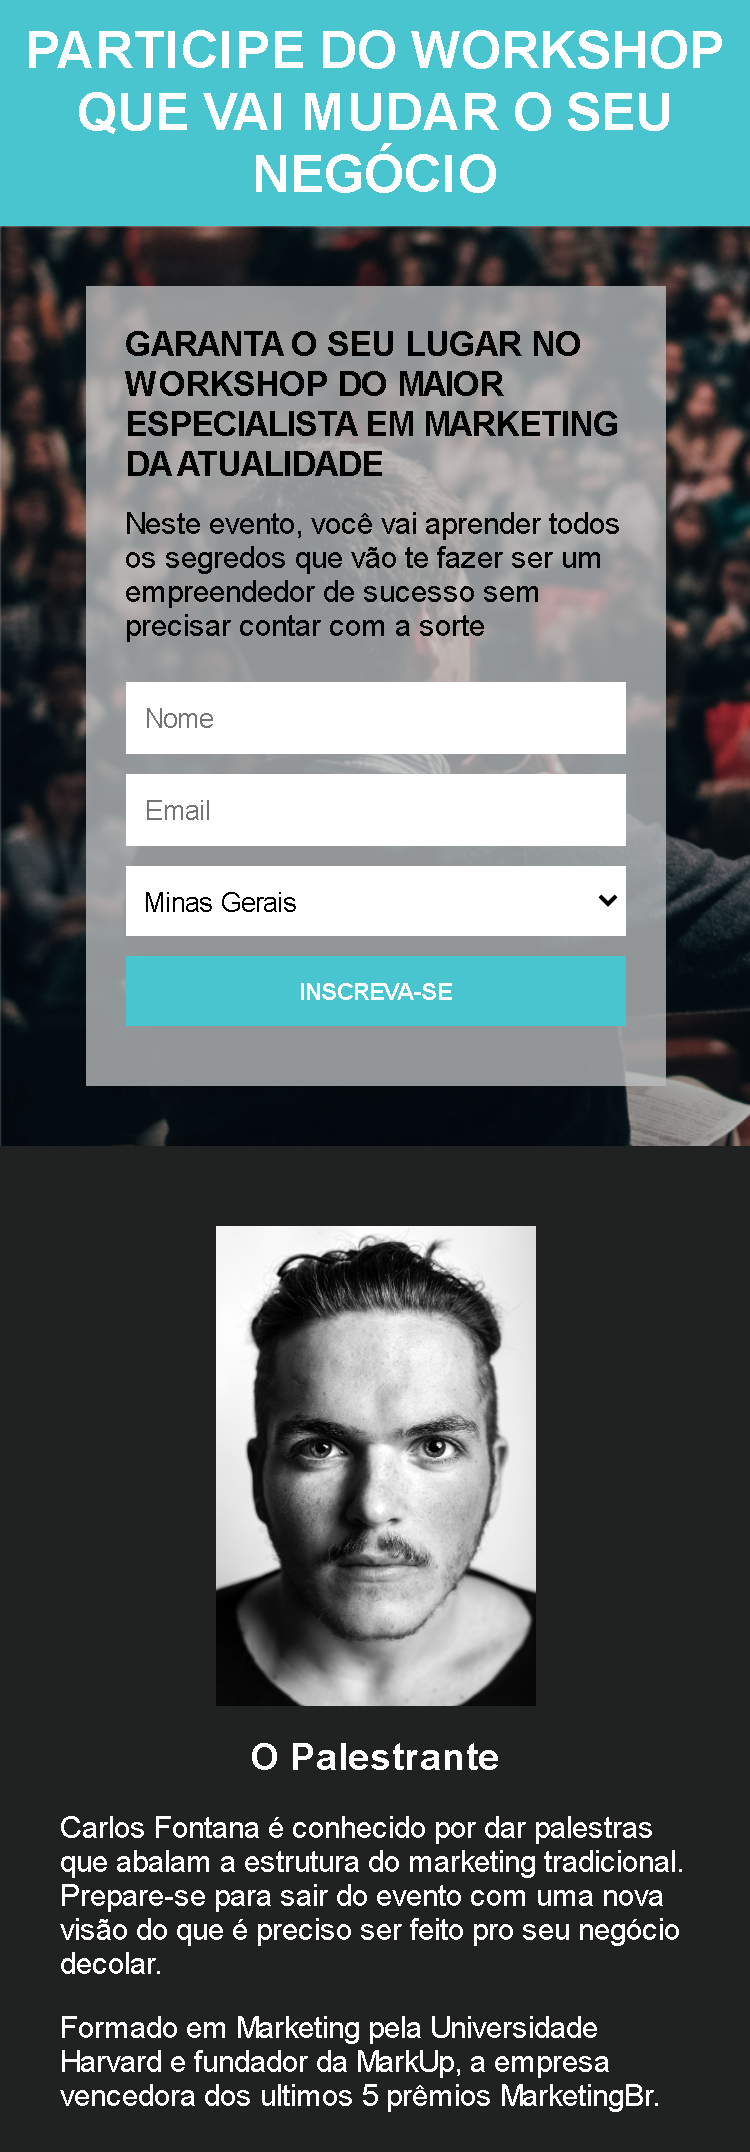 PARTICIPE DO WORKSHOP
QUE VAI MUDAR O SEU
NEGÓCIO
GARANTA O SEU LUGAR NO
WORKSHOP DO MAIOR
ESPECIALISTA EM MARKETING
DA ATUALIDADE
Neste evento, você vai aprender todos
os segredos que vão te fazer ser um
empreendedor de sucesso sem
precisar contar com a sorte
Nome
Email
Minas Gerais
INSCREVA-SE
O Palestrante
Carlos Fontana é conhecido por dar palestras
que abalam a estrutura do marketing tradicional.
Prepare-se para sair do evento com uma nova
visão do que é preciso ser feito pro seu negócio
decolar.
Formado em Marketing pela Universidade
Harvard e fundador da MarkUp, a empresa
vencedora dos ultimos 5 prêmios MarketingBr.